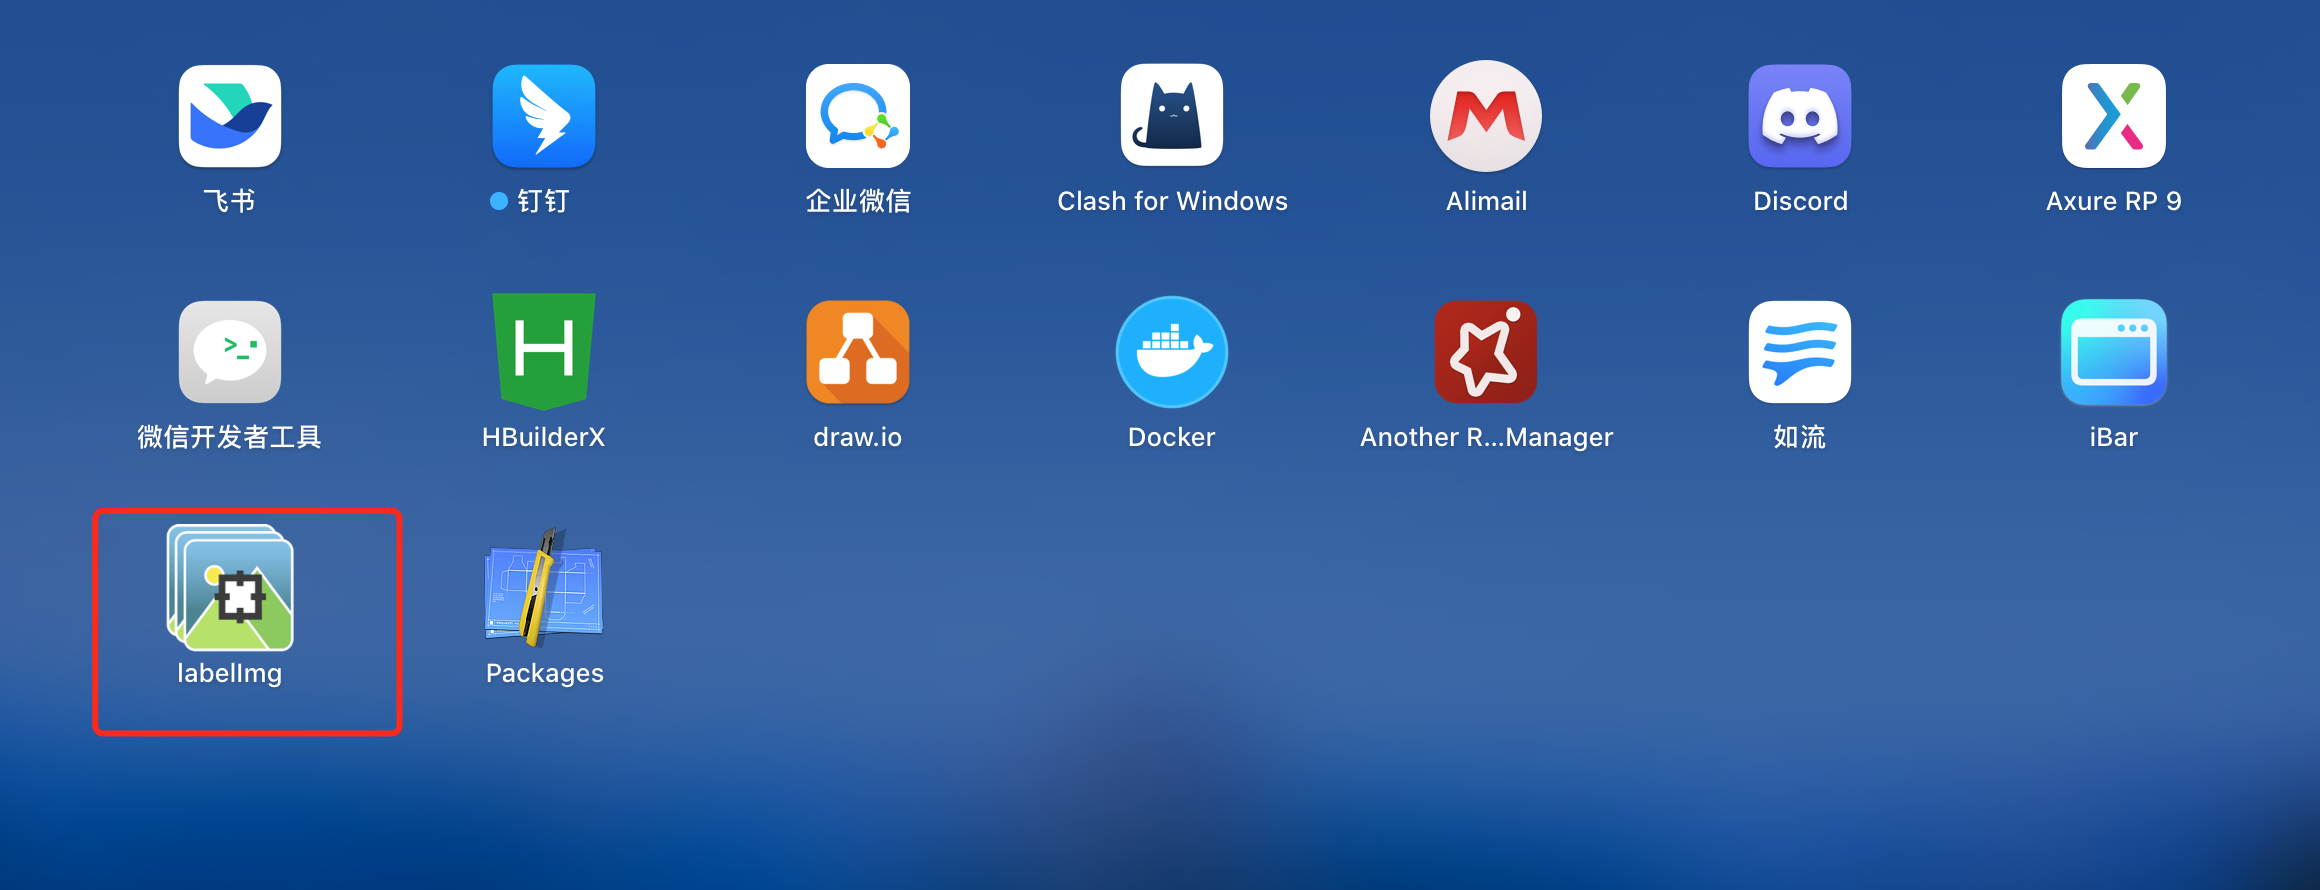 飞书
钉钉
企业微信
Clash for Windows
Alimail
Discord
Axure RP 9
微信开发者工具
HBuilderX
draw.io
Docker
Another R...Manager
如流
iBar
labelImg
Packages